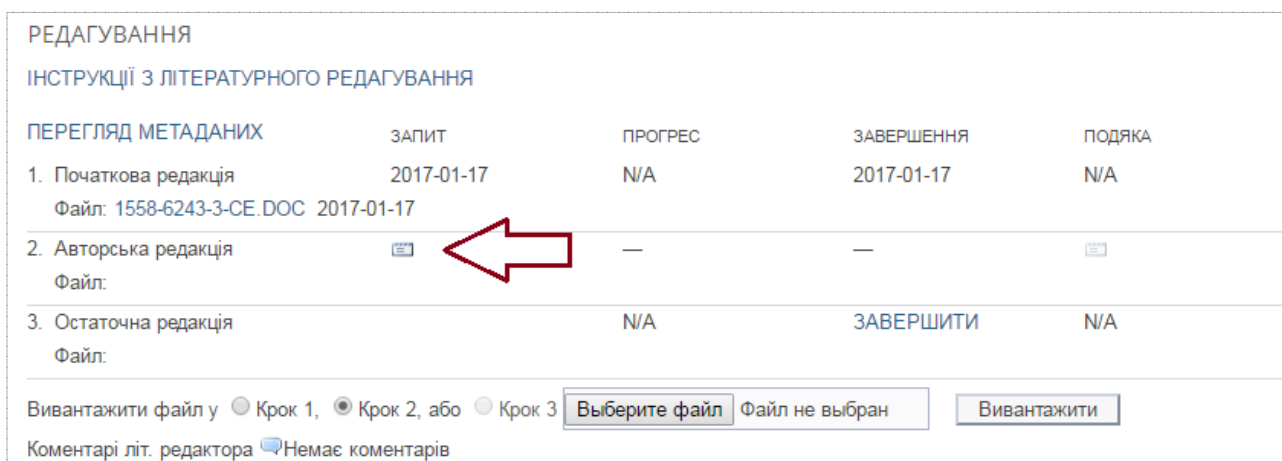 РЕДАГУВАННЯ
ІНСТРУКЦІЇ З ЛІТЕРАТУРНОГО РЕДАГУВАННЯ
ПЕРЕГЛЯД МЕТАДАНИХ ЗАПИТ ПРОГРЕС ЗАВЕРШЕННЯ ПОДЯКА
1. Початкова редакція 2017-01-17 N/A 2017-01-17 N/A
Файл: 1558-6243-3-CE.DOC 2017-01-17
2. Авторська редакція — —
Файл:
3. Остаточна редакція N/A ЗАВЕРШИТИ N/A
Файл:
Вивантажити файл у Крок 1, Крок 2, або Крок 3 Выберите файл Файл не выбран Вивантажити
Коментарі літ. редактора Немає коментарів